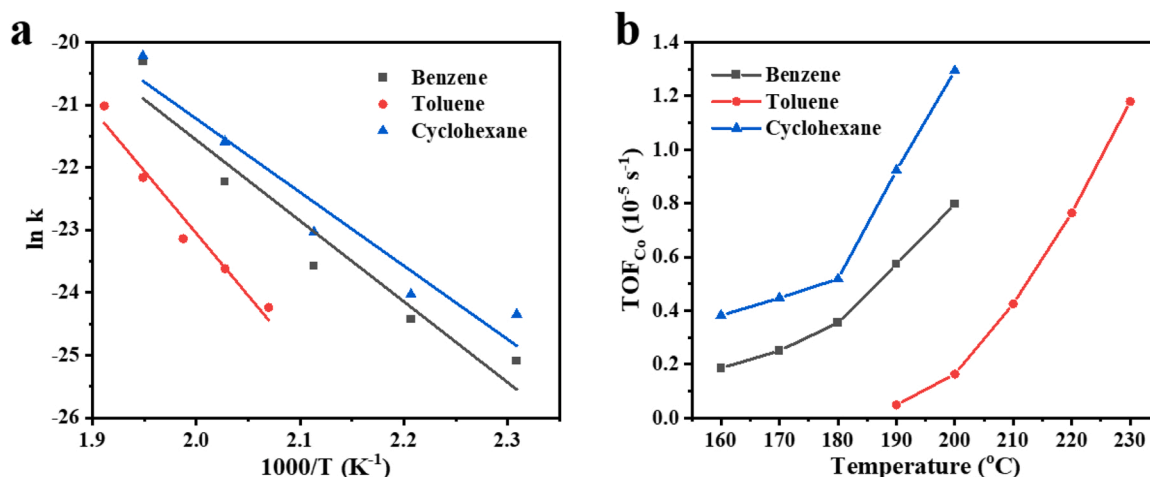 a
-20
-21
-22
-23
-24
-25
-26
ln k
1.9
2.0
2.1
2.2
2.3
1000/T (K-1)
Benzene
Toluene
Cyclohexane
b
1.4
1.2
1.0
0.8
0.6
0.4
0.2
0.0
TOFCo (10-5 s-1)
160
170
180
190
200
210
220
230
Temperature (oC)
Benzene
Toluene
Cyclohexane